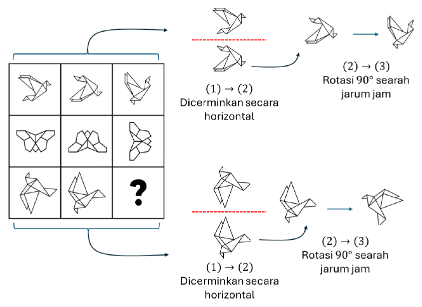 (2) → (3)
Rotasi 90° searah
jarum jam
(1) → (2)
Dicerminkan secara
horizontal
?
(2) → (3)
Rotasi 90° searah
jarum jam
(1) → (2)
Dicerminkan secara
horizontal